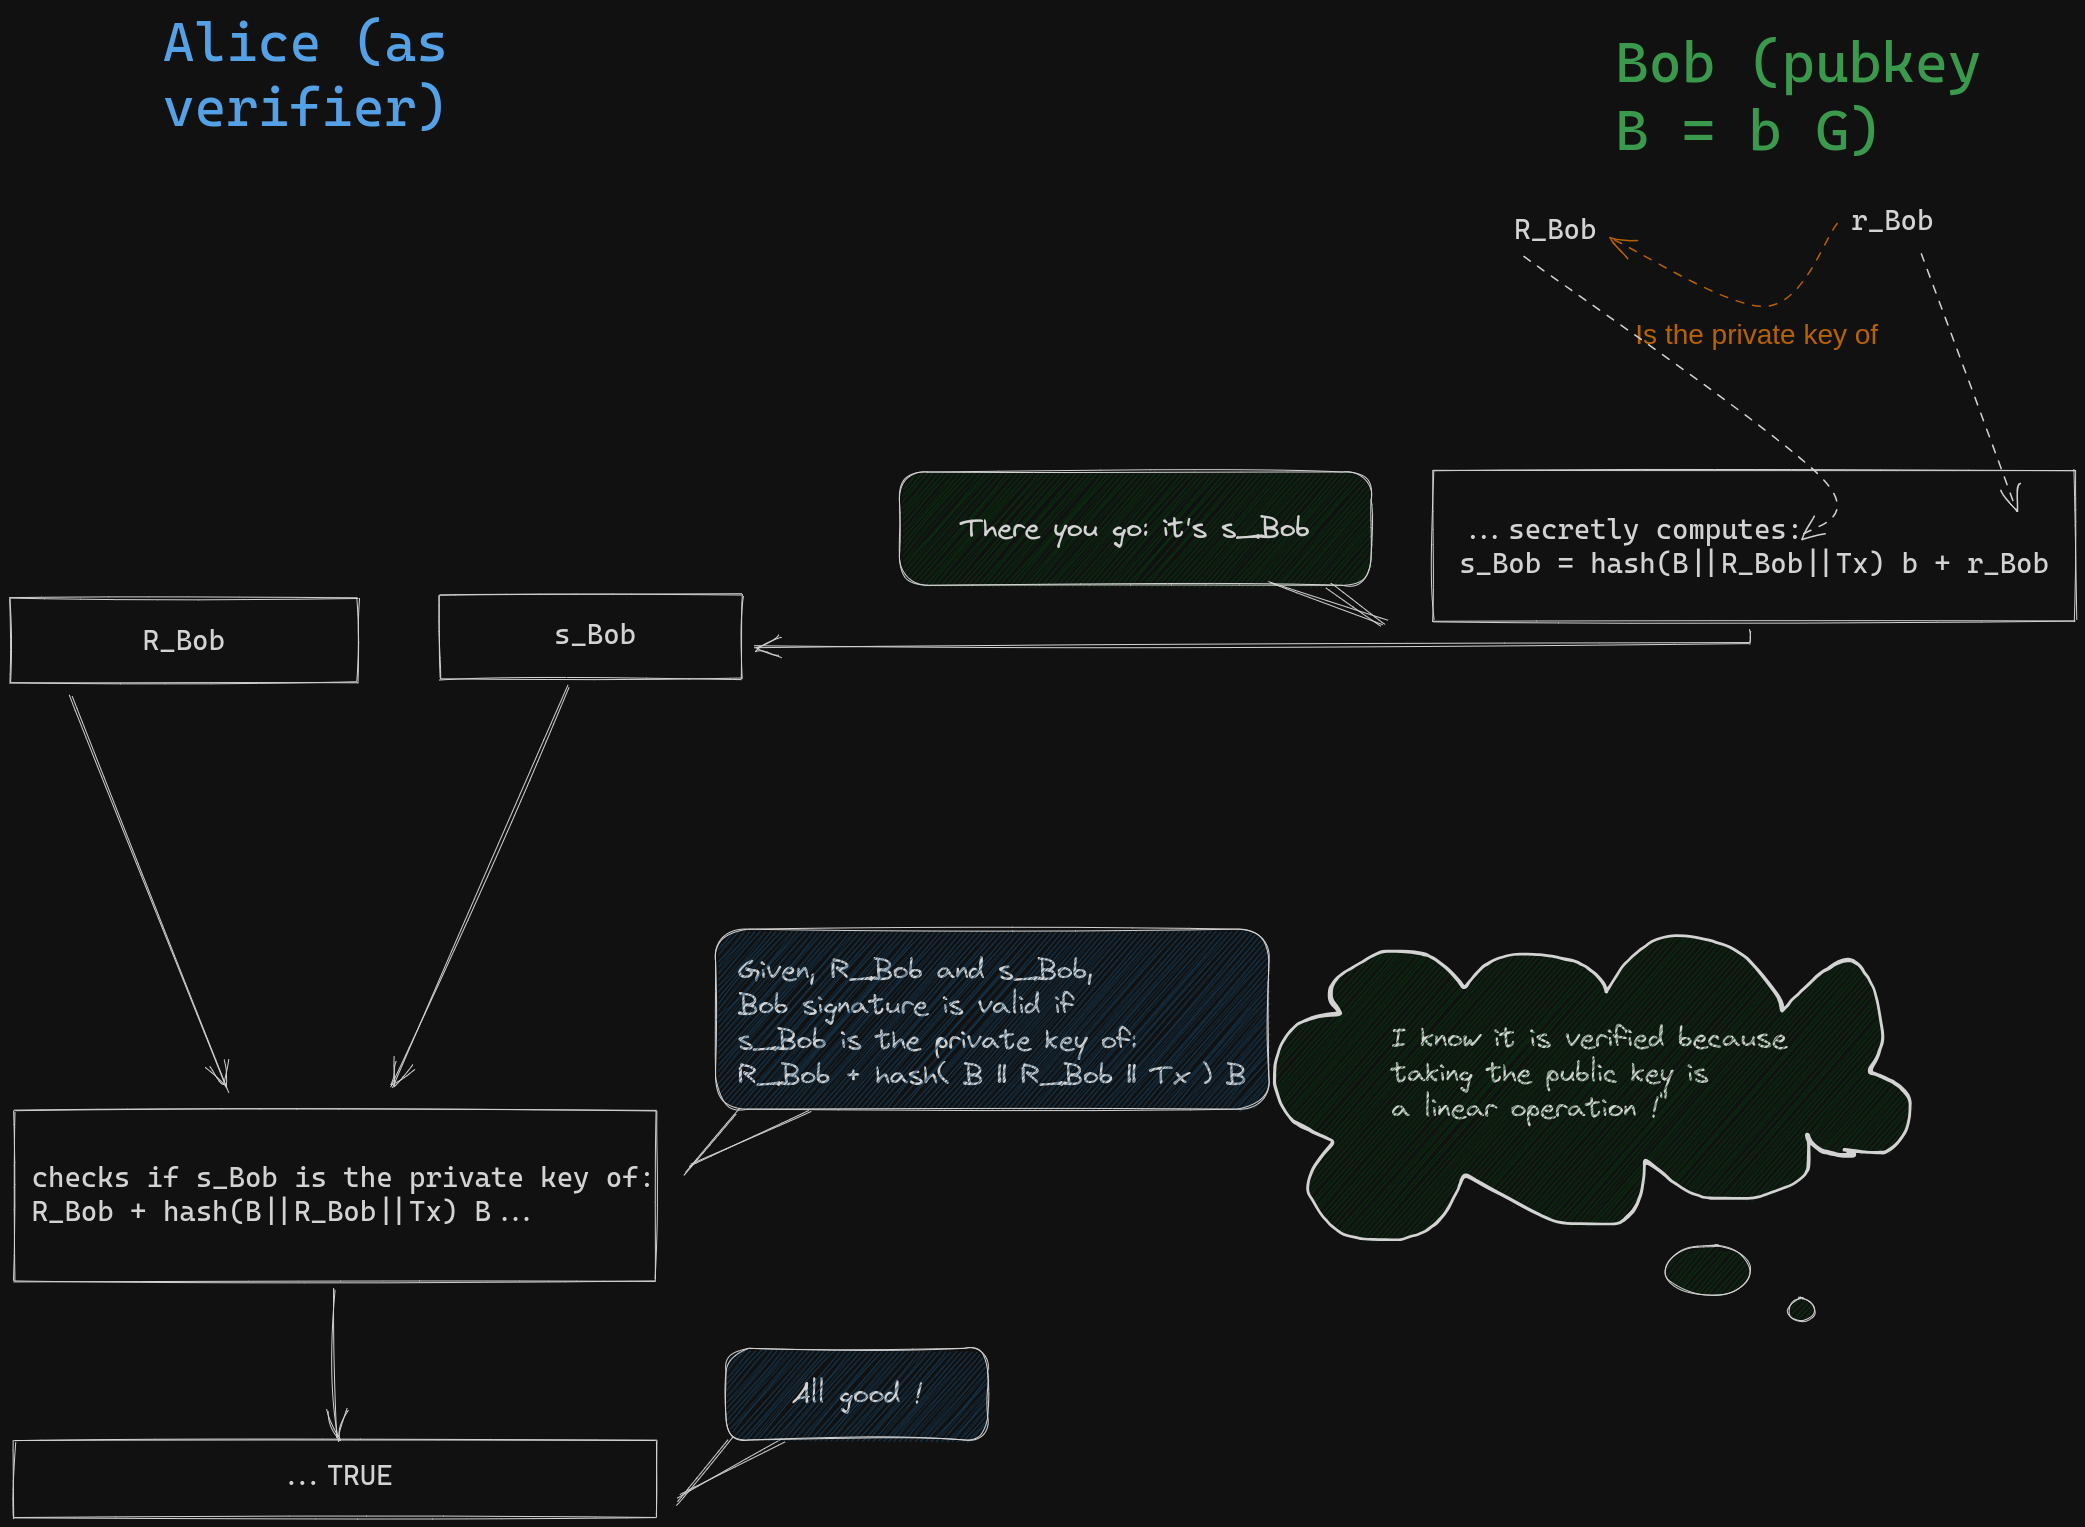 Alice (as
verifier)
Bob (pubkey
B = b G)
R_Bob
r_Bob
Is the private key of
There you go: it's s_Bob
...secretly computes:
s_Bob = hash(B||R_Bob||Tx) b + r_Bob
R_Bob
s_Bob
Given, R_Bob and s_Bob,
Bob signature is valid if
s_Bob is the private key of:
R_Bob + hash( B || R_Bob || Tx ) B
I know it is verified because
taking the public key is
a linear operation !"
checks if s_Bob is the private key of:
R_Bob + hash(B||R_Bob||Tx) B...
All good !
...TRUE